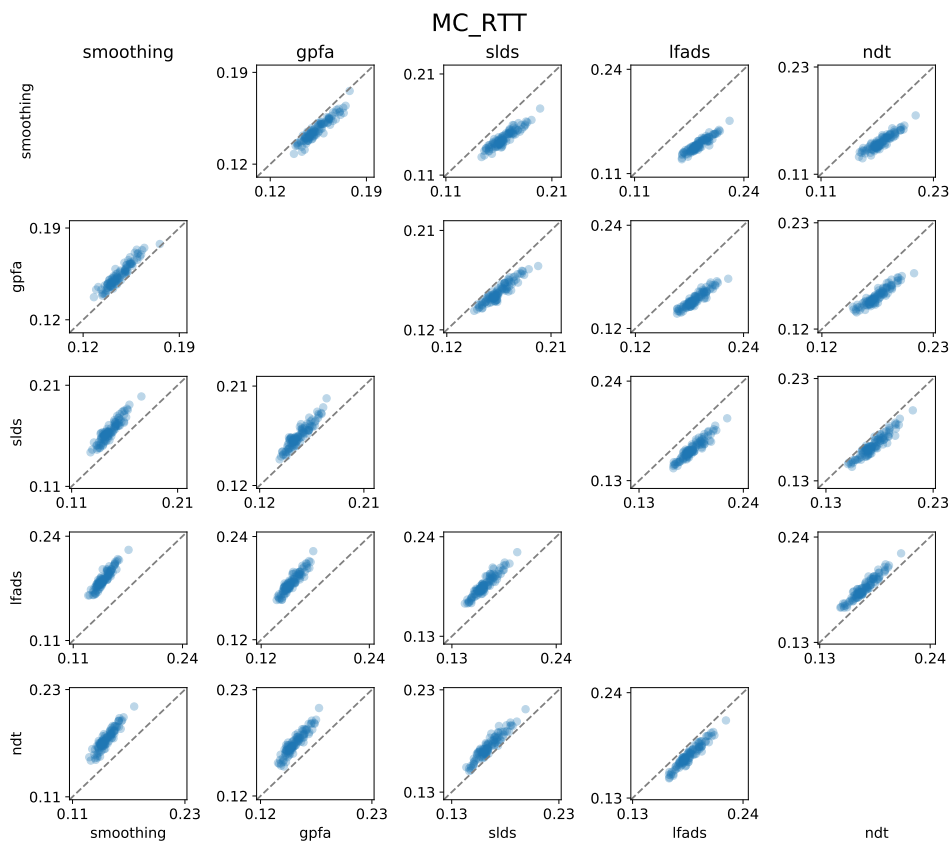 MC_RTT
smoothing gpfa slds lfads ndt
smoothing
0.19 0.12 0.12 0.19
0.21 0.11 0.11 0.21
0.24 0.11 0.11 0.24
0.23 0.11 0.11 0.23
gpfa
0.19 0.12 0.12 0.19
0.21 0.12 0.12 0.21
0.24 0.12 0.12 0.24
0.23 0.12 0.12 0.23
slds
0.21 0.11 0.11 0.21
0.21 0.12 0.12 0.21
0.24 0.13 0.13 0.24
0.23 0.13 0.13 0.23
lfads
0.24 0.11 0.11 0.24
0.24 0.12 0.12 0.24
0.24 0.13 0.13 0.24
0.24 0.13 0.13 0.24
ndt
0.23 0.11 0.11 0.23
0.23 0.12 0.12 0.23
0.23 0.13 0.13 0.23
0.24 0.13 0.13 0.24
smoothing gpfa slds lfads ndt